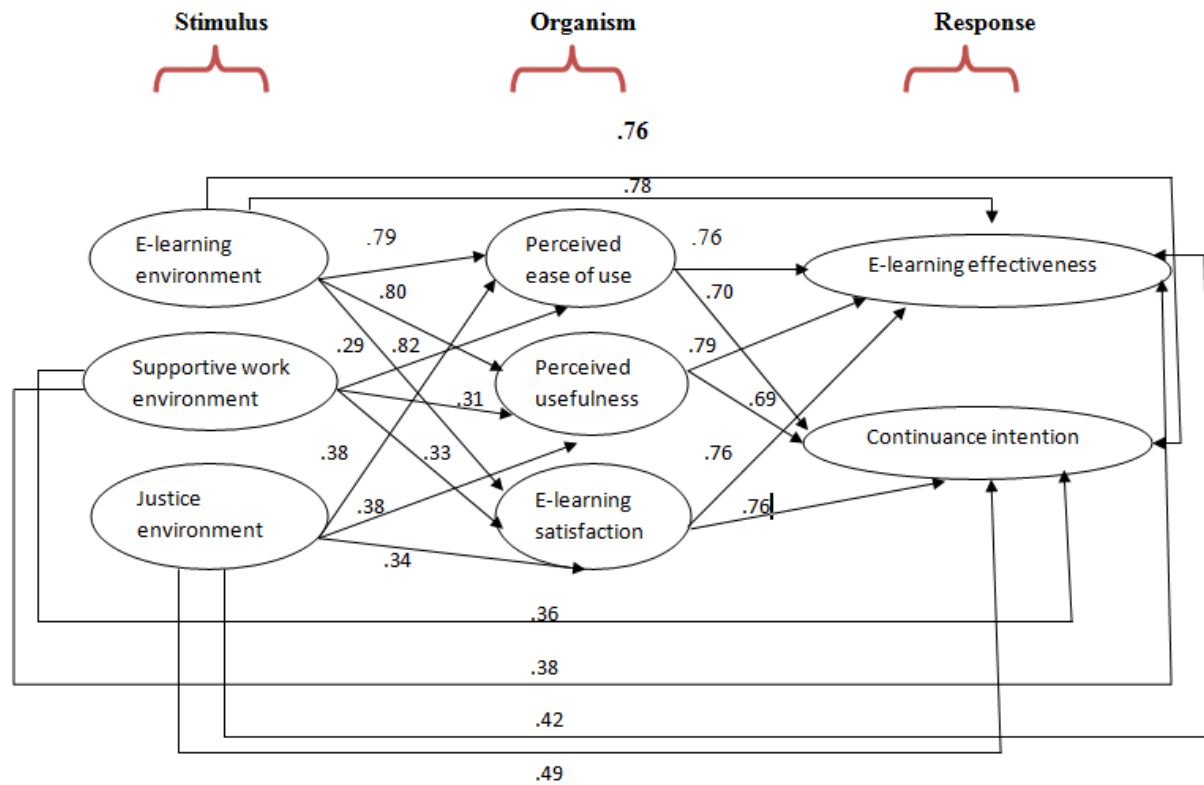 Stimulus
Organism
Response
.76
.78
E-learning
environment
.79
Perceived
ease of use
.76
E-learning effectiveness
.80
.70
.29
.82
Supportive work
environment
.31
Perceived
usefulness
.79
.69
Continuance intention
.38
.33
.76
Justice
environment
.38
E-learning
satisfaction
.76
.34
.36
.38
.42
.49